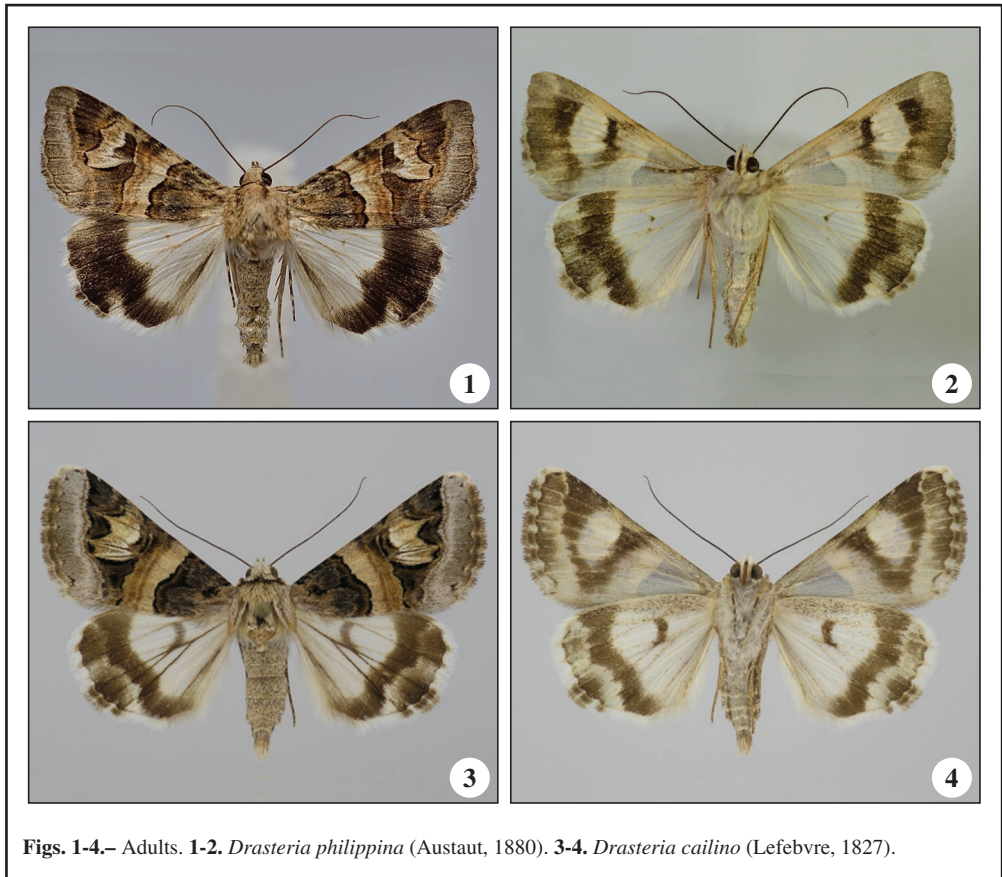 1
2
3
4
Figs. 1-4.– Adults. 1-2. Drasteria philippina (Austaut, 1880). 3-4. Drasteria cailino (Lefebvre, 1827).